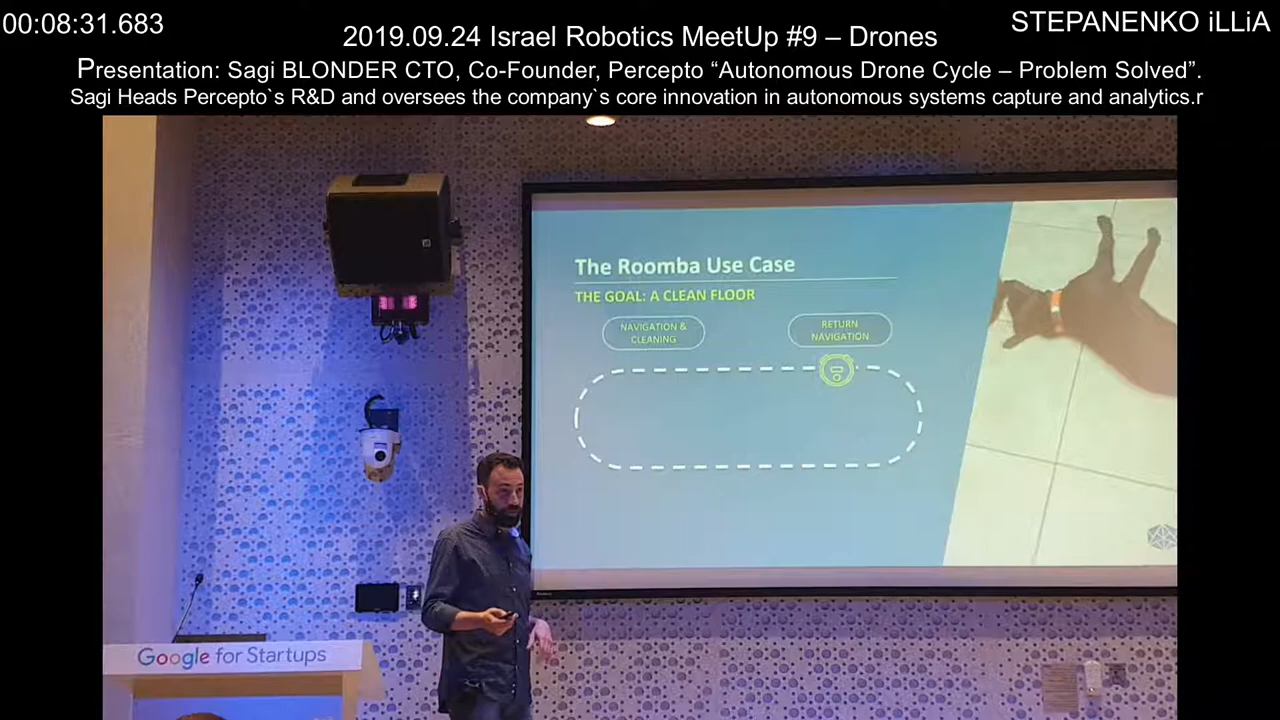 00:08:31.683
STEPANENKO iLLiA
2019.09.24 Israel Robotics MeetUp #9 – Drones
Presentation: Sagi BLONDER CTO, Co-Founder, Percepto “Autonomous Drone Cycle – Problem Solved”.
Sagi Heads Percepto`s R&D and oversees the company`s core innovation in autonomous systems capture and analytics.r
The Roomba Use Case
THE GOAL: A CLEAN FLOOR
NAVIGATION &
CLEANING
RETURN
NAVIGATION
Google for Startups